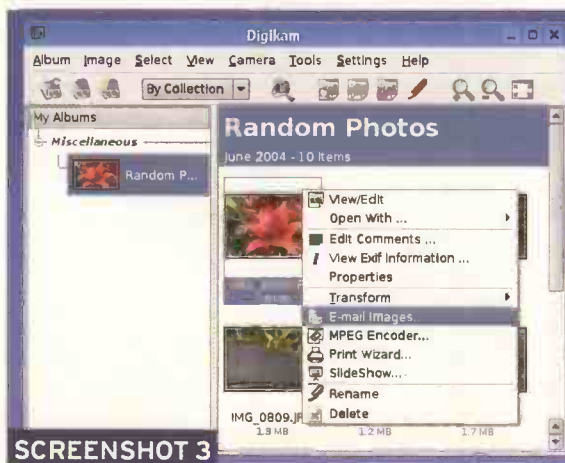 Digikam
Album Image Select View Camera Tools Settings Help
By Collection
My Albums
Miscellaneous
Random P...
Random Photos
June 2004 - 10 Items
View/Edit
Open With ...
Edit Comments ...
View Exif Information ...
Properties
Transform
E-mail Images...
MPEG Encoder...
Print Wizard...
SlideShow...
Rename
Delete
IMG_0809.JP
1.3 MB 1.2 MB 1.7 MB
SCREENSHOT 3